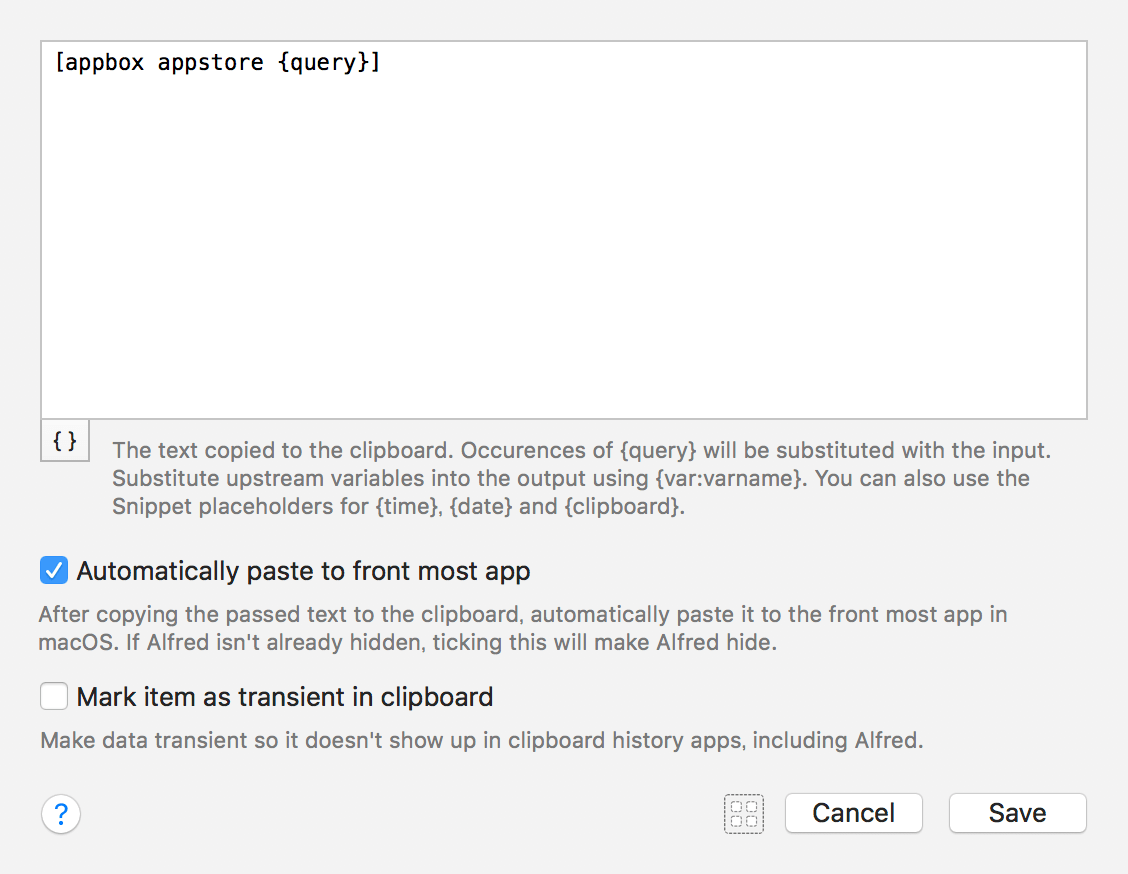 [appbox appstore {query}]
{ }
The text copied to the clipboard. Occurences of {query} will be substituted with the input.
Substitute upstream variables into the output using {var:varname}. You can also use the
Snippet placeholders for {time}, {date} and {clipboard}.
Automatically paste to front most app
After copying the passed text to the clipboard, automatically paste it to the front most app in
macOS. If Alfred isn't already hidden, ticking this will make Alfred hide.
Mark item as transient in clipboard
Make data transient so it doesn't show up in clipboard history apps, including Alfred.
?
Cancel
Save